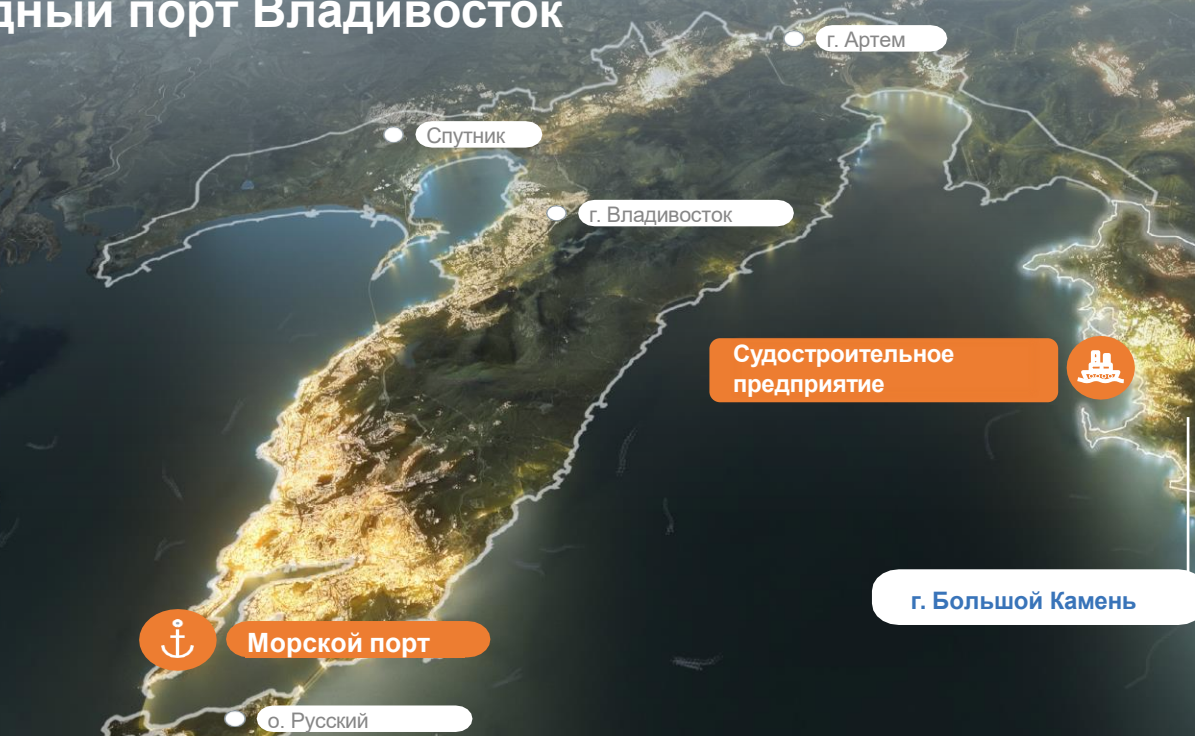 дный порт Владивосток
г. Артем
Спутник
г. Владивосток
Судостроительное
предприятие
г. Большой Камень
Морской порт
о. Русский